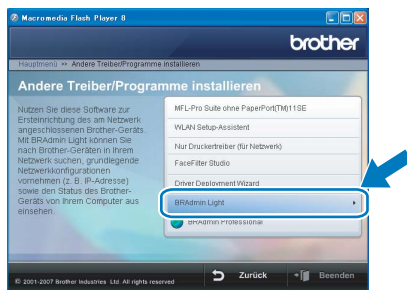 Macromedia Flash Player 8
brother
Hauptmenü >> Andere Treiber/Programme installieren
Andere Treiber/Programme installieren
Nutzen Sie diese Software zur
Ersteinrichtung des am Netzwerk
angeschlossenen Brother-Geräts.
Mit BRAdmin Light können Sie
nach Brother-Geräten in Ihrem
Netzwerk suchen, grundlegende
Netzwerkkonfigurationen
vornehmen (z. B. IP-Adresse)
sowie den Status des Brother-
Geräts von Ihrem Computer aus
einsehen.
MFL-Pro Suite ohne PaperPort(TM)11SE
WLAN Setup-Assistent
Nur Druckertreiber (für Netzwerk)
FaceFilter Studio
Driver Deployment Wizard
BRAdmin Light
BRAdmin Professional
© 2001-2007 Brother Industries Ltd. All rights reserved
Zurück
Beenden